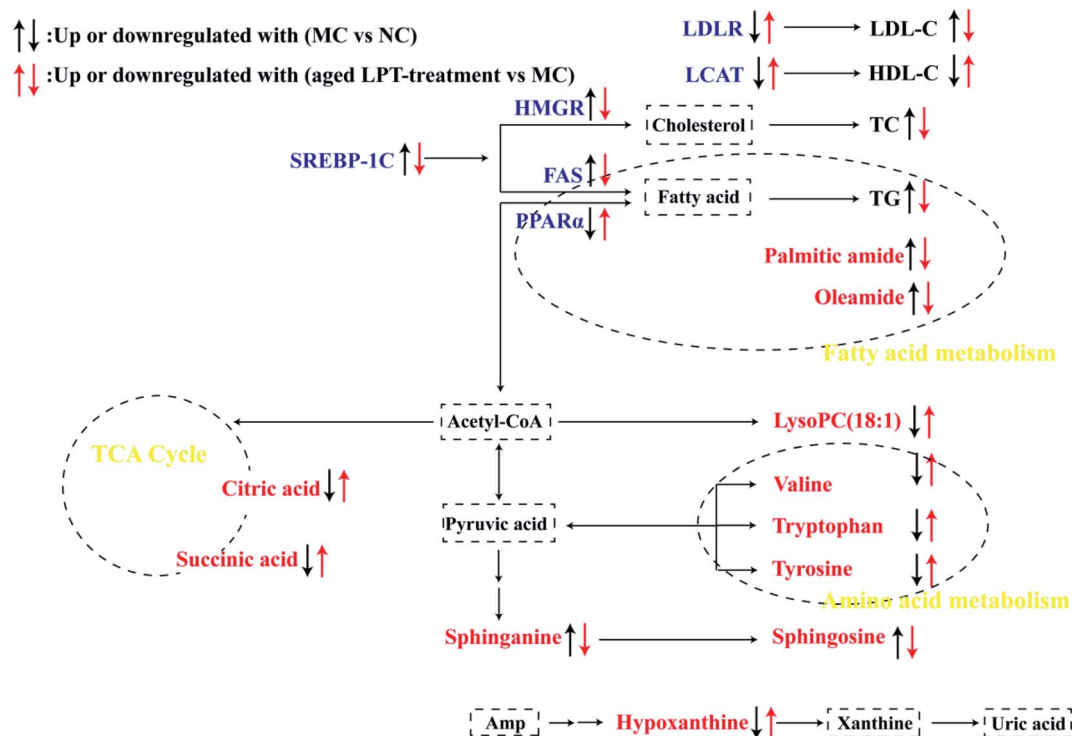 :Up or downregulated with (MC vs NC)
:Up or downregulated with (aged LPT-treatment vs MC)
LDLR
LDL-C
LCAT
HDL-C
HMGR
Cholesterol
TC
SREBP-1C
FAS
Fatty acid
TG
PPARα
Palmitic amide
Oleamide
Fatty acid metabolism
Acetyl-CoA
LysoPC(18:1)
TCA Cycle
Citric acid
Succinic acid
Pyruvic acid
Valine
Tryptophan
Tyrosine
Amino acid metabolism
Sphinganine
Sphingosine
Amp
Hypoxanthine
Xanthine
Uric acid